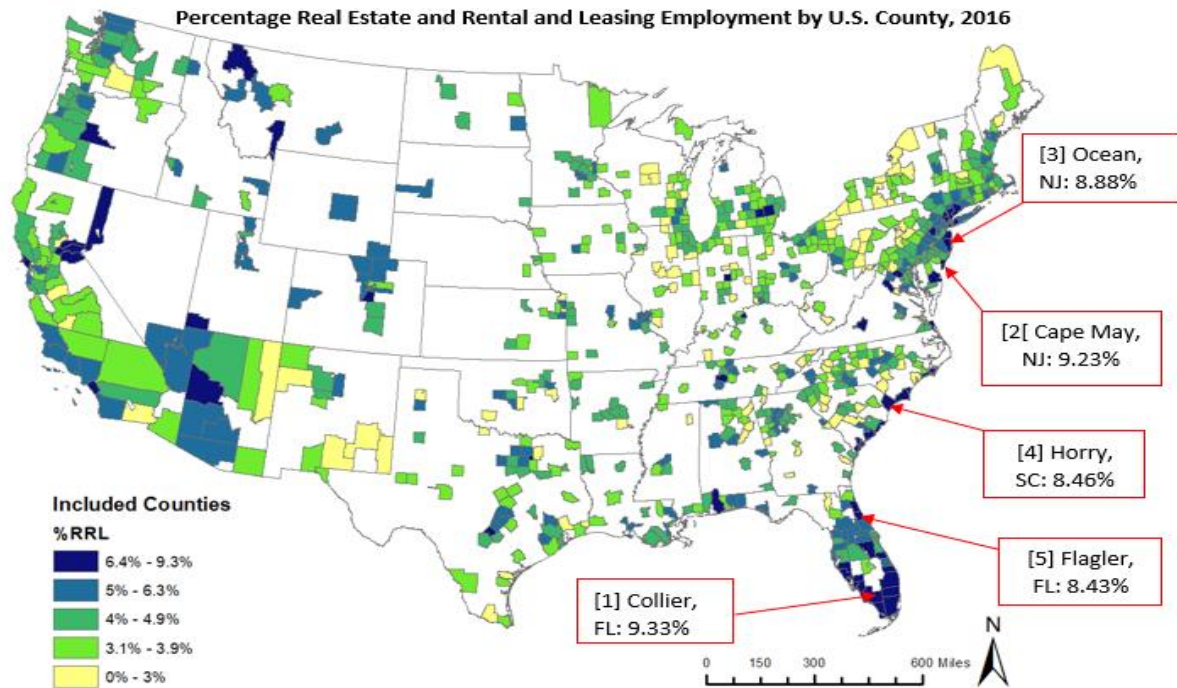 Percentage Real Estate and Rental and Leasing Employment by U.S. County, 2016
[3] Ocean,
NJ: 8.88%
[2[ Cape May,
NJ: 9.23%
[4] Horry,
SC: 8.46%
[5] Flagler,
FL: 8.43%
[1] Collier,
FL: 9.33%
Included Counties
%RRL
6.4% - 9.3%
5% - 6.3%
4% - 4.9%
3.1% - 3.9%
0% - 3%
N
0 150 300 600 Miles